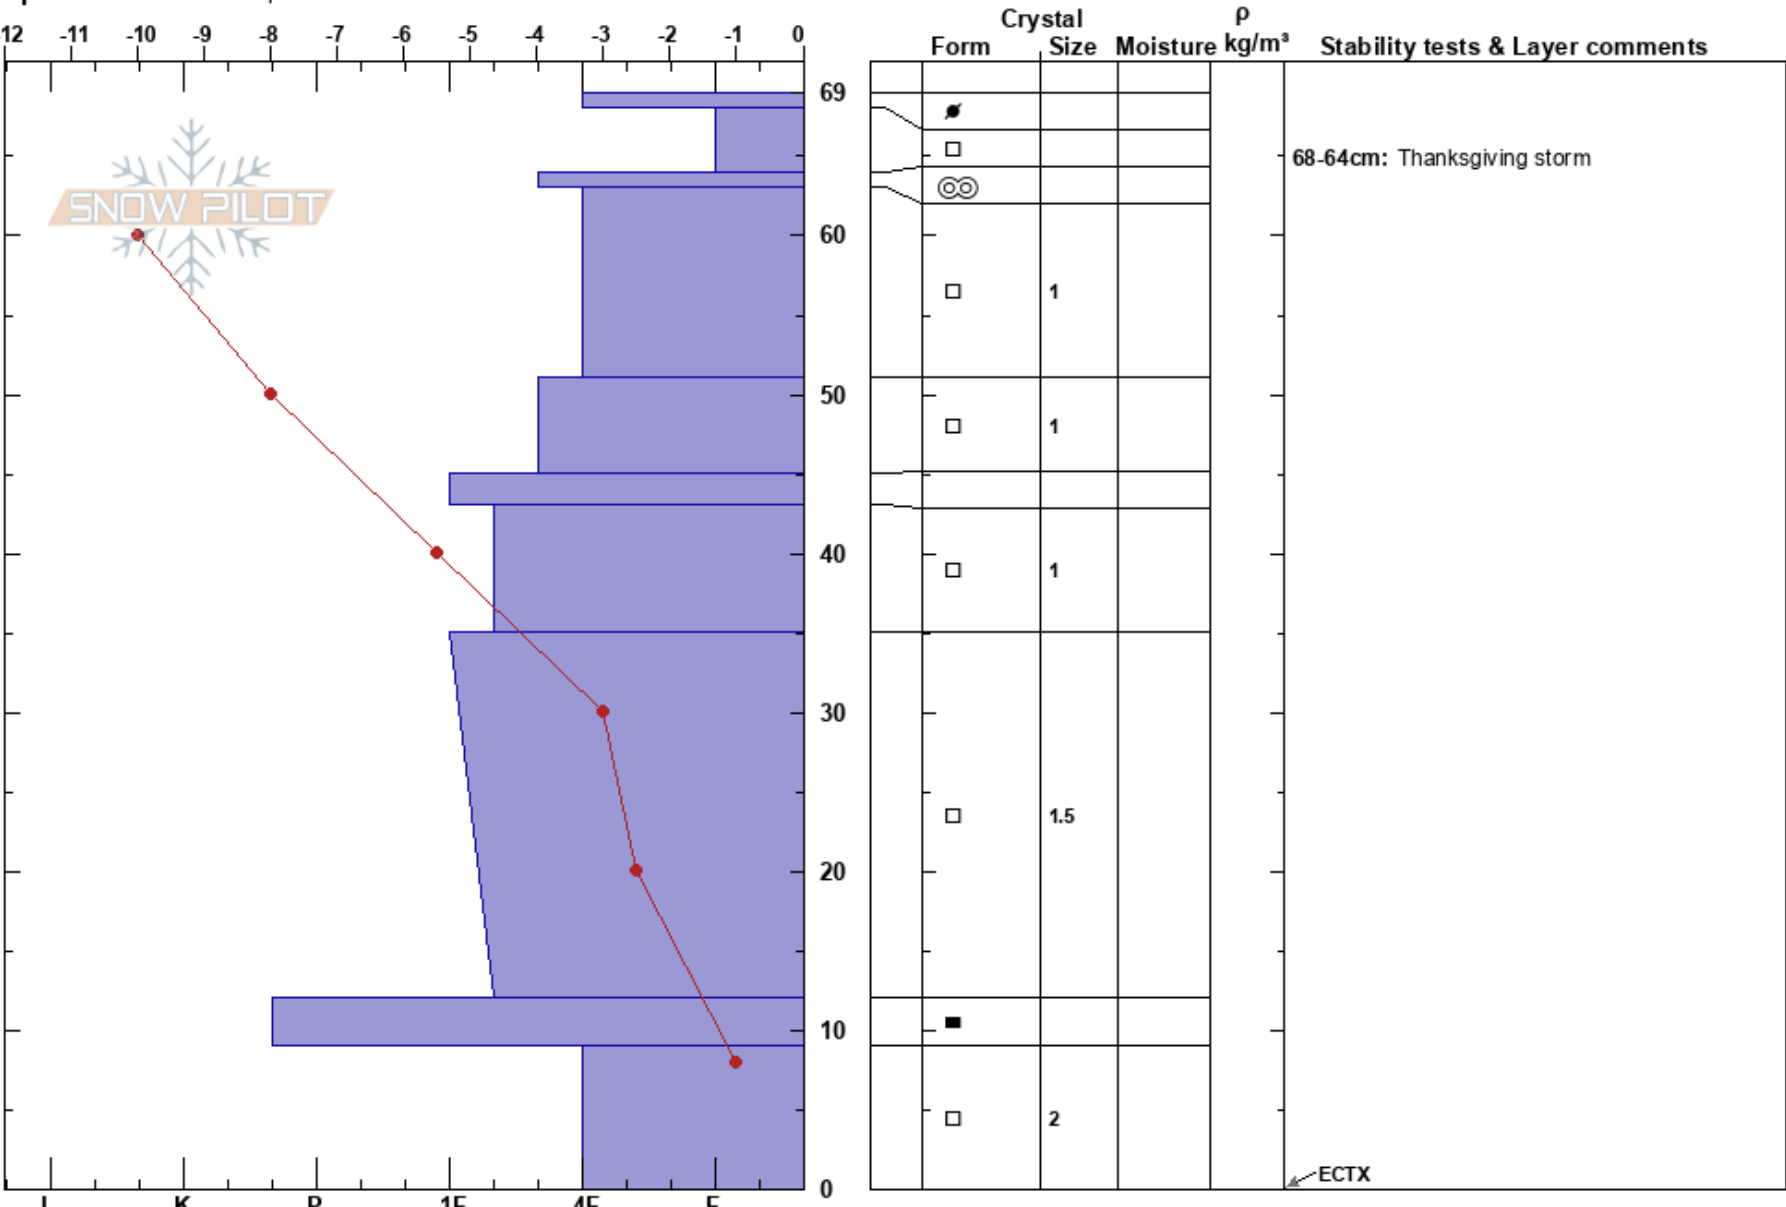 Crystal ρ
-12 -11 -10 -9 -8 -7 -6 -5 -4 -3 -2 -1 0
Form Size Moisture kg/m³ Stability tests & Layer comments
69
68-64cm: Thanksgiving storm
SNOW PILOT
60
1
50
1
40
1
30
1.5
20
10
2
ECTX
0
I K P 1F 4F F